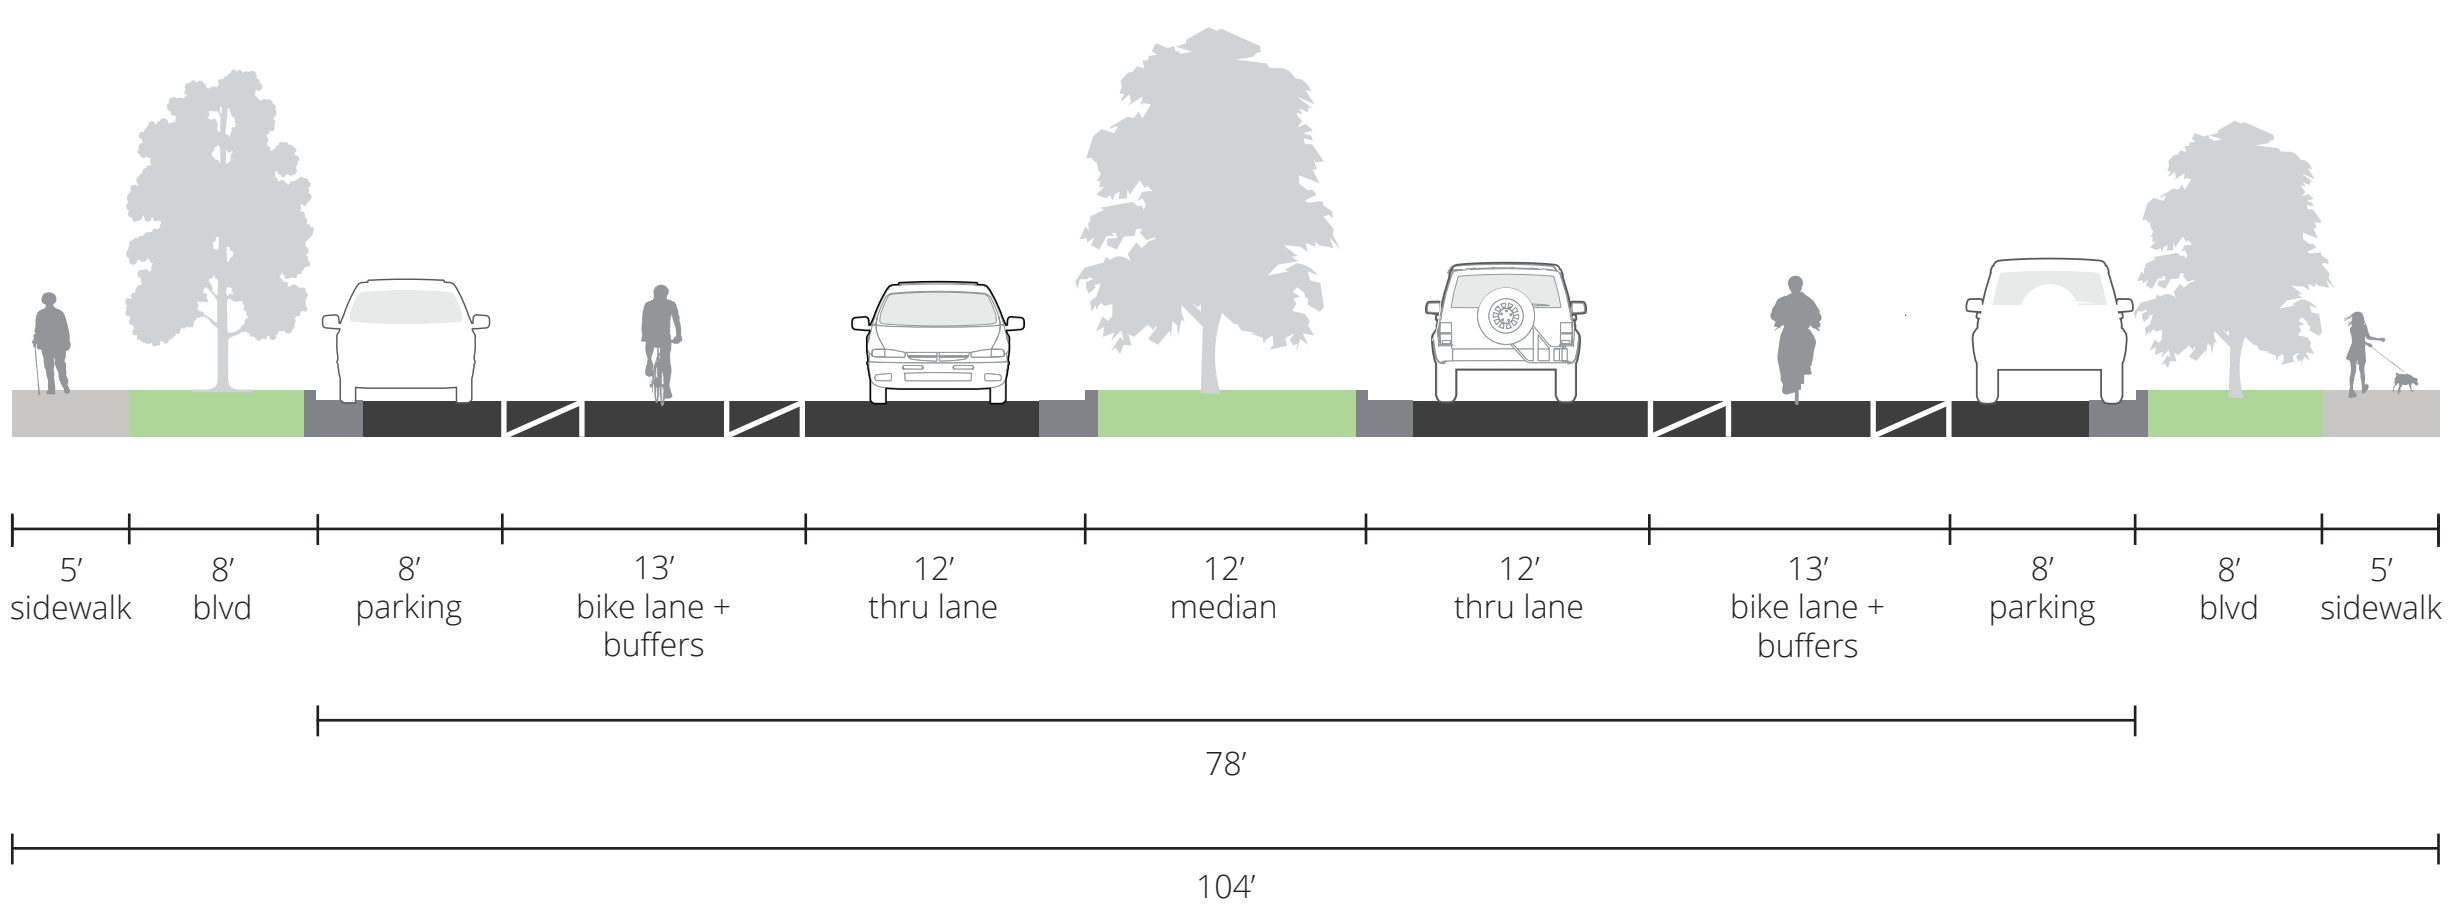 5’
sidewalk
8’
blvd
8’
parking
13’
bike lane +
buffers
12’
thru lane
12’
median
12’
thru lane
13’
bike lane +
buffers
8’
parking
8’
blvd
5’
sidewalk
78’
104’